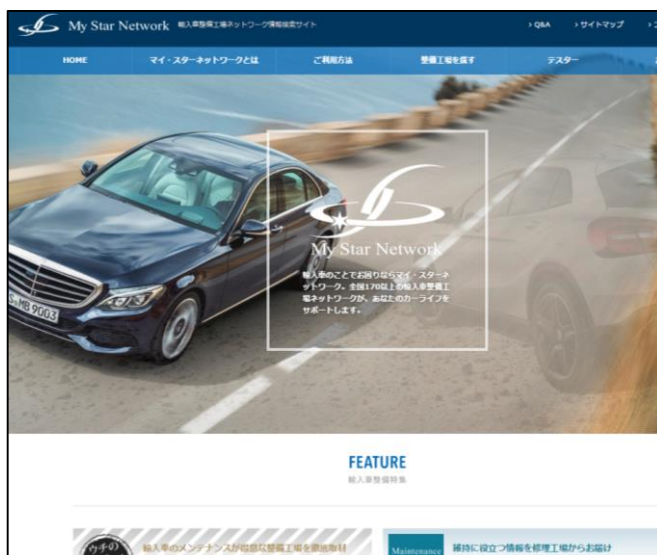 My Star Network 輸入車整備工場ネットワーク情報検索サイト
› Q&A › サイトマップ
HOME マイ・スターネットワークとは ご利用方法 整備工場を探す テスター
My Star Network
輸入車のことでお困りならマイ・スターネ
ットワーク。全国170以上の輸入車整備工
場ネットワークが、あなたのカーライフを
サポートします。
S:MB 9003
FEATURE
輸入車整備特集
ウチの
輸入車のメンテナンスが得意な整備工場を徹底取材
Maintenance
維持に役立つ情報を修理工場からお届け